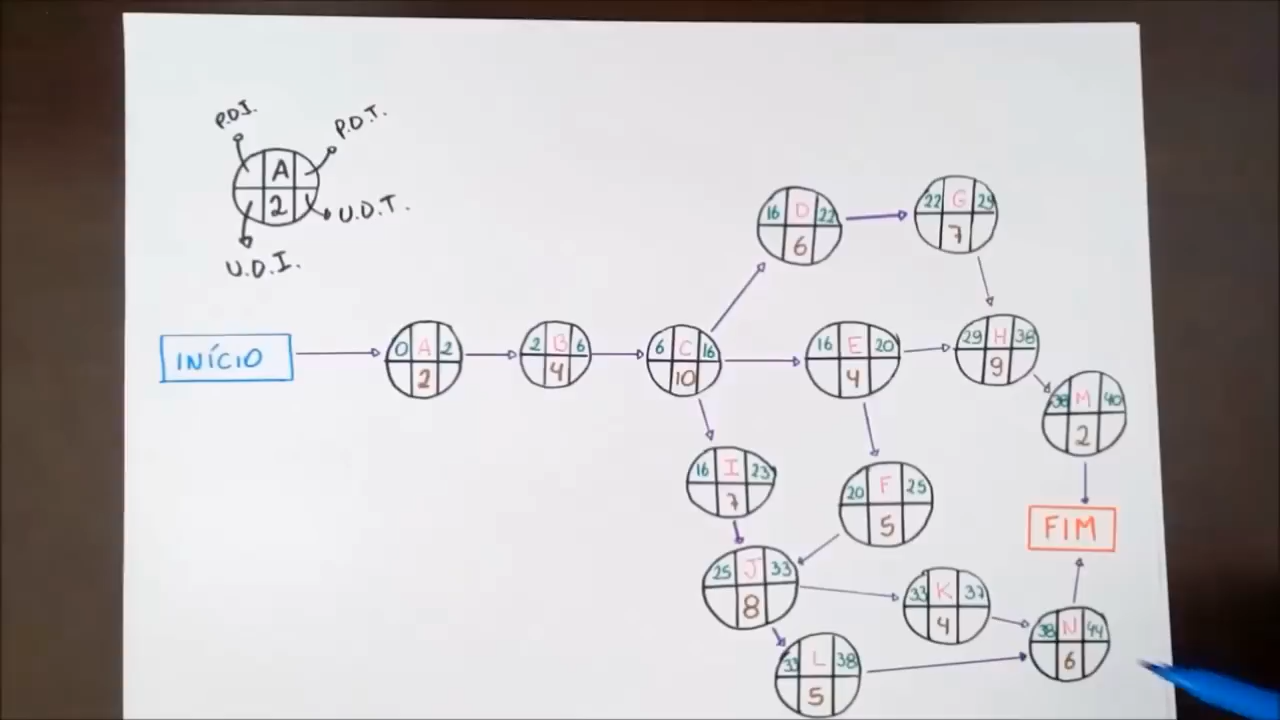 P.D.I.
P.D.T.
A
2
U.D.T.
U.D.I.
16 D 22
6
22 G 29
7
INÍCIO
0 A 2
2
2 B 6
4
6 C 16
10
16 E 20
4
29 H 38
9
38 M 40
2
16 I 23
7
20 F 25
5
FIM
25 J 33
8
33 K 37
4
38 N 44
6
33 L 38
5